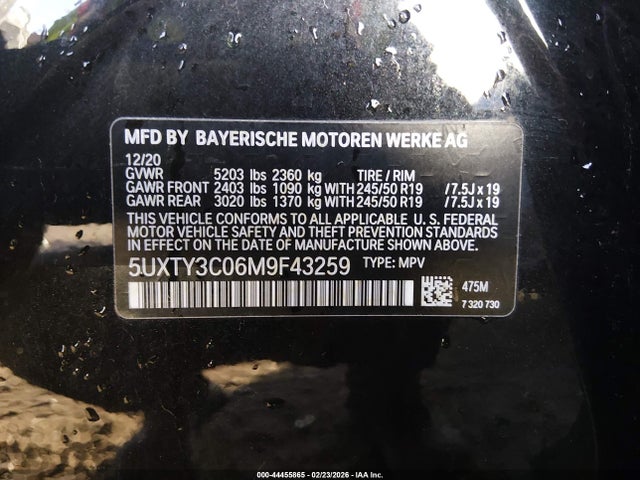 MFD BY BAYERISCHE MOTOREN WERKE AG
12/20
GVWR 5203 lbs 2360 kg TIRE / RIM
GAWR FRONT 2403 lbs 1090 kg WITH 245/50 R19 / 7.5J x 19
GAWR REAR 3020 lbs 1370 kg WITH 245/50 R19 / 7.5J x 19
THIS VEHICLE CONFORMS TO ALL APPLICABLE U. S. FEDERAL
MOTOR VEHICLE SAFETY AND THEFT PREVENTION STANDARDS
IN EFFECT ON THE DATE OF MANUFACTURE SHOWN ABOVE.
5UXTY3C06M9F43259 TYPE: MPV
475M
7 320 730
000-44455865 - 02/23/2026 - IAA Inc.